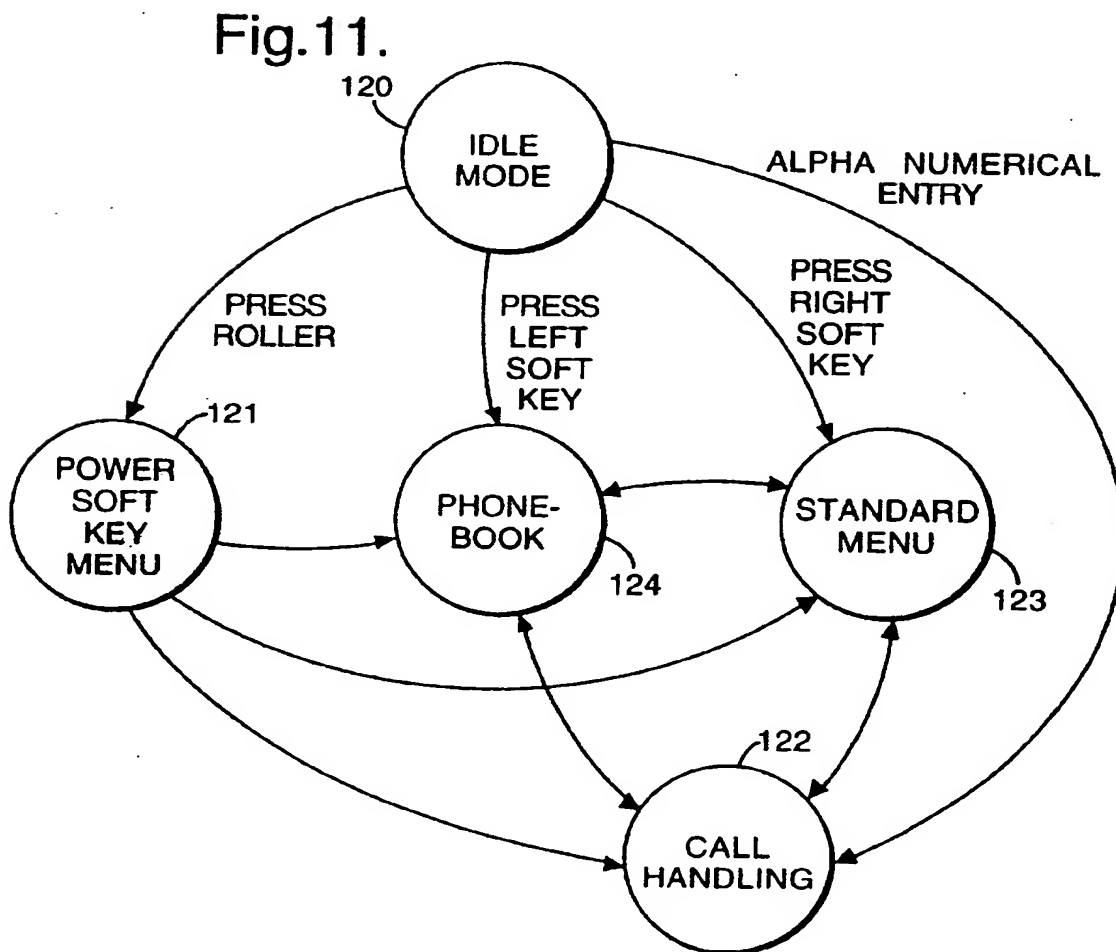 Fig.11.
120
IDLE
MODE
ALPHA NUMERICAL
ENTRY
PRESS
ROLLER
PRESS
LEFT
SOFT
KEY
PRESS
RIGHT
SOFT
KEY
121
POWER
SOFT
KEY
MENU
PHONE-
BOOK
124
STANDARD
MENU
123
122
CALL
HANDLING